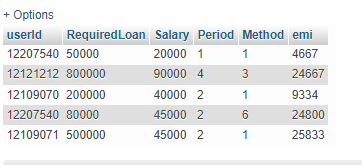 + Options
userId RequiredLoan Salary Period Method emi
12207540 50000 20000 1 1 4667
12121212 800000 90000 4 3 24667
12109070 200000 40000 2 1 9334
12207540 80000 45000 2 6 24800
12109071 500000 45000 2 1 25833